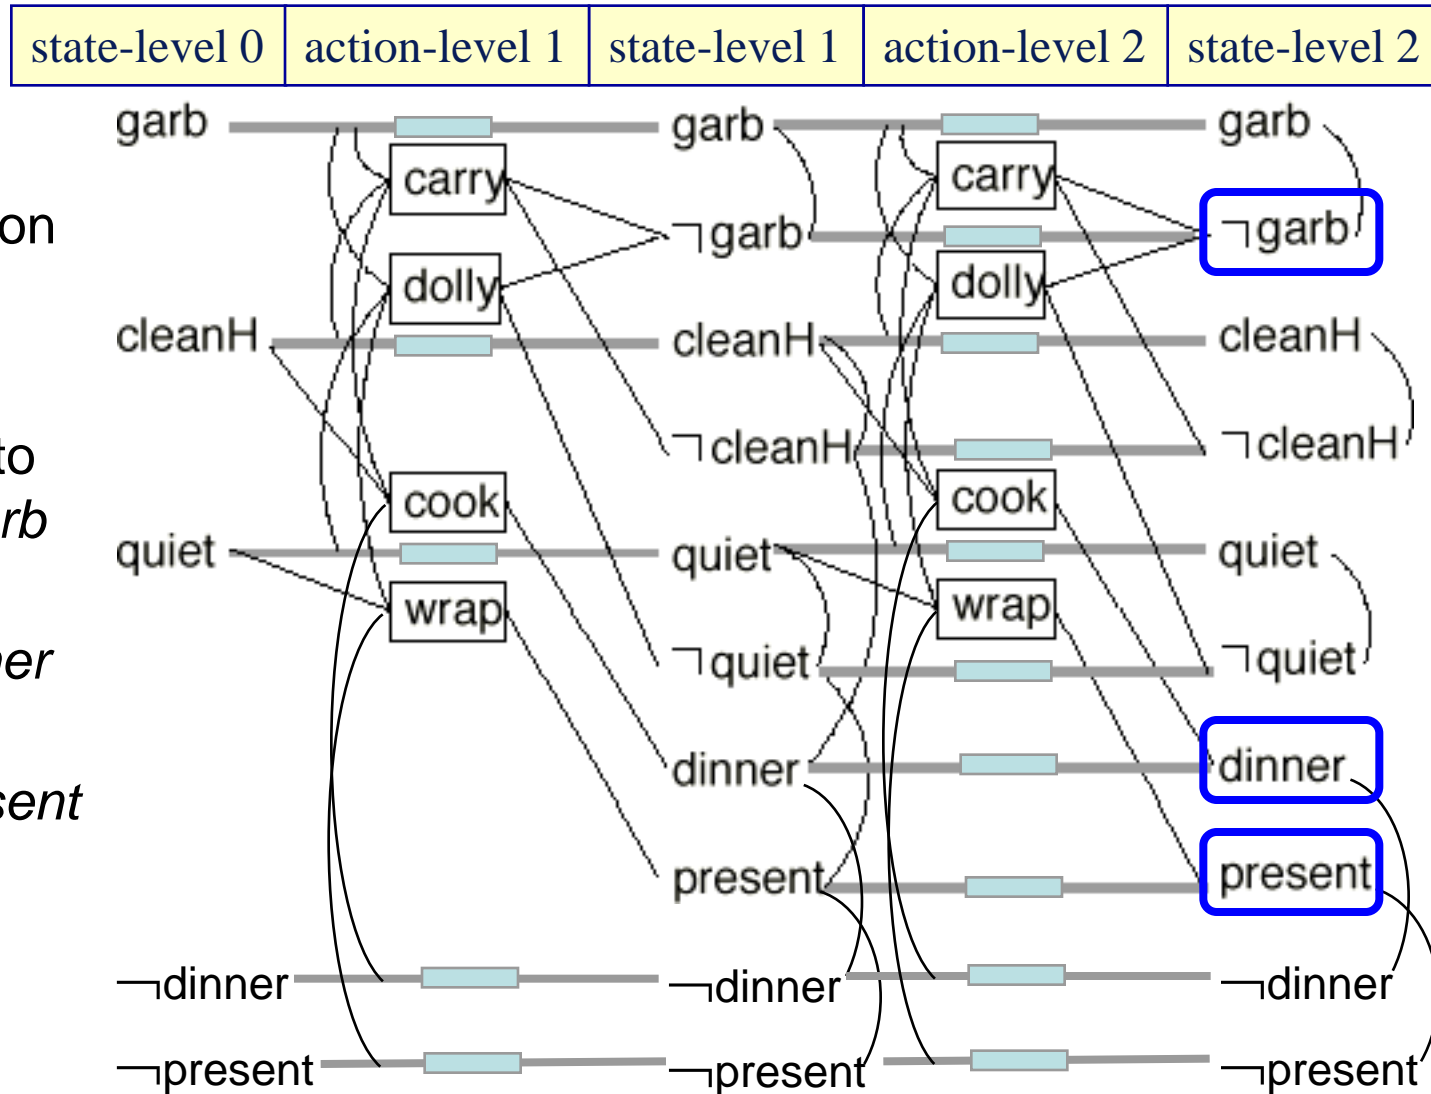 state-level 0 action-level 1 state-level 1 action-level 2 state-level 2
garb garb garb
carry carry
on
¬garb ¬garb
dolly dolly
cleanH cleanH cleanH
to
¬cleanH ¬cleanH
cook cook
rb
quiet quiet quiet
wrap wrap
ner
¬quiet ¬quiet
dinner dinner
sent
present present
¬dinner ¬dinner ¬dinner
¬present ¬present ¬present